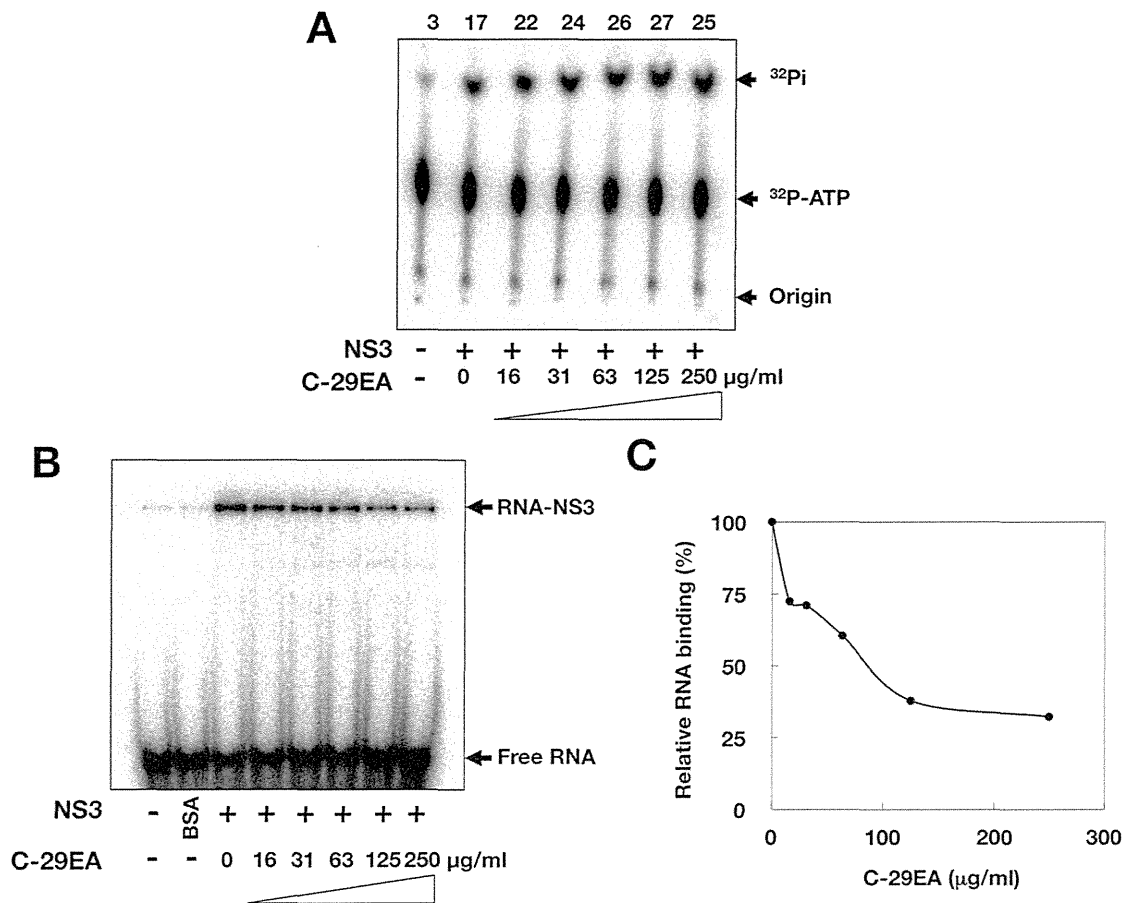 A
3 17 22 24 26 27 25
32Pi
32P-ATP
Origin
NS3 - + + + + + +
C-29EA - 0 16 31 63 125 250 μg/ml
B
RNA-NS3
Free RNA
NS3 - BSA + + + + + +
C-29EA - - 0 16 31 63 125 250 μg/ml
C
100
75
50
25
0
Relative RNA binding (%)
0 100 200 300
C-29EA (μg/ml)